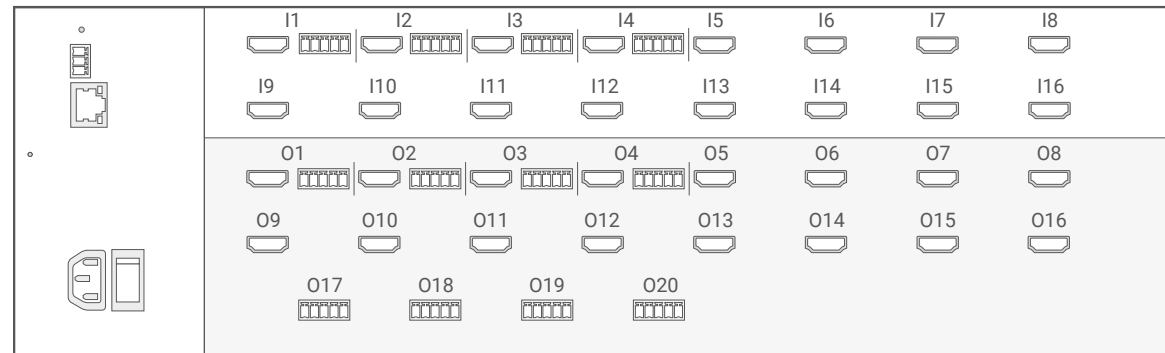 I1 I2 I3 I4 I5 I6 I7 I8
I9 I10 I11 I12 I13 I14 I15 I16
O1 O2 O3 O4 O5 O6 O7 O8
O9 O10 O11 O12 O13 O14 O15 O16
O17 O18 O19 O20